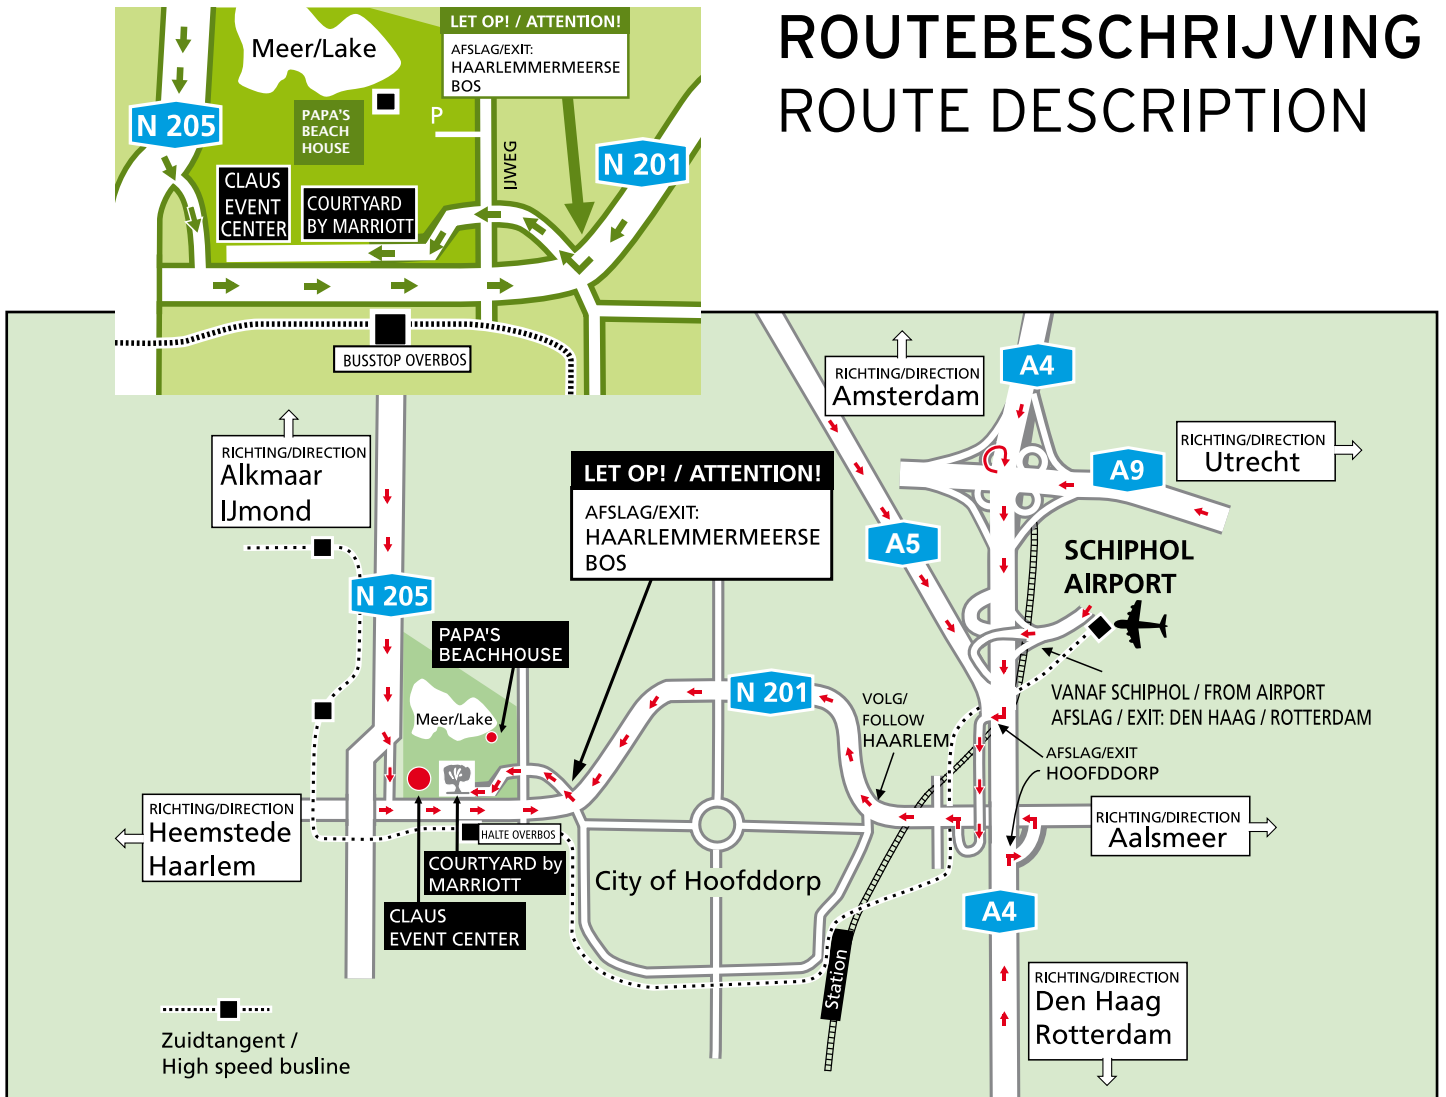 ROUTEBESCHRIJVING
ROUTE DESCRIPTION
LET OP! / ATTENTION!
AFSLAG/EXIT:
HAARLEMMERMEERSE
BOS
Meer/Lake
N 205
PAPA'S
BEACH
HOUSE
P
IJWEG
N 201
CLAUS
EVENT
CENTER
COURTYARD
BY MARRIOTT
BUSSTOP OVERBOS
RICHTING/DIRECTION
Amsterdam
A4
RICHTING/DIRECTION
Alkmaar
IJmond
RICHTING/DIRECTION
Utrecht
A9
LET OP! / ATTENTION!
AFSLAG/EXIT:
HAARLEMMERMEERSE
BOS
A5
SCHIPHOL
AIRPORT
N 205
PAPA'S
BEACHHOUSE
Meer/Lake
N 201
VOLG/
FOLLOW
HAARLEM
VANAF SCHIPHOL / FROM AIRPORT
AFSLAG / EXIT: DEN HAAG / ROTTERDAM
AFSLAG/EXIT
HOOFDDORP
RICHTING/DIRECTION
Heemstede
Haarlem
HALTE OVERBOS
RICHTING/DIRECTION
Aalsmeer
COURTYARD by
MARRIOTT
City of Hoofddorp
CLAUS
EVENT CENTER
A4
Station
RICHTING/DIRECTION
Den Haag
Rotterdam
Zuidtangent /
High speed busline